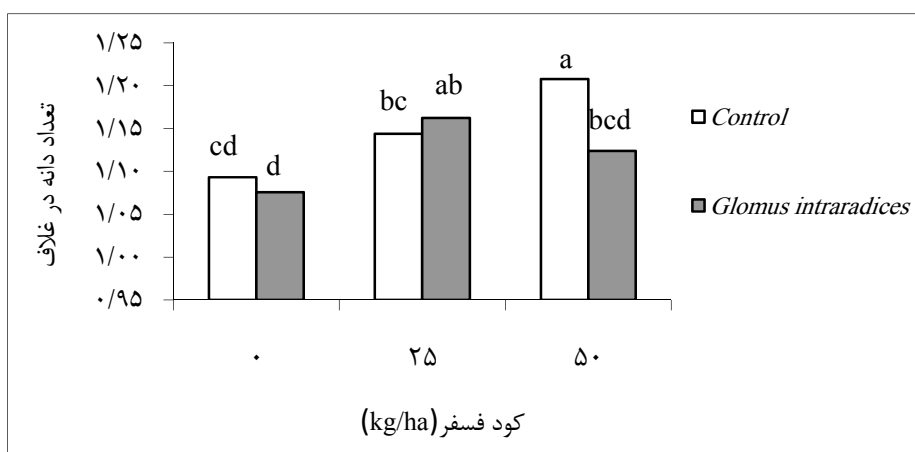 تعداد دانه در غلاف
۱/۲۵
۱/۲۰
۱/۱۵
۱/۱۰
۱/۰۵
۱/۰۰
۰/۹۵
cd
d
bc
ab
a
bcd
۰ ۲۵ ۵۰
کود فسفر(kg/ha)
Control
Glomus intraradices